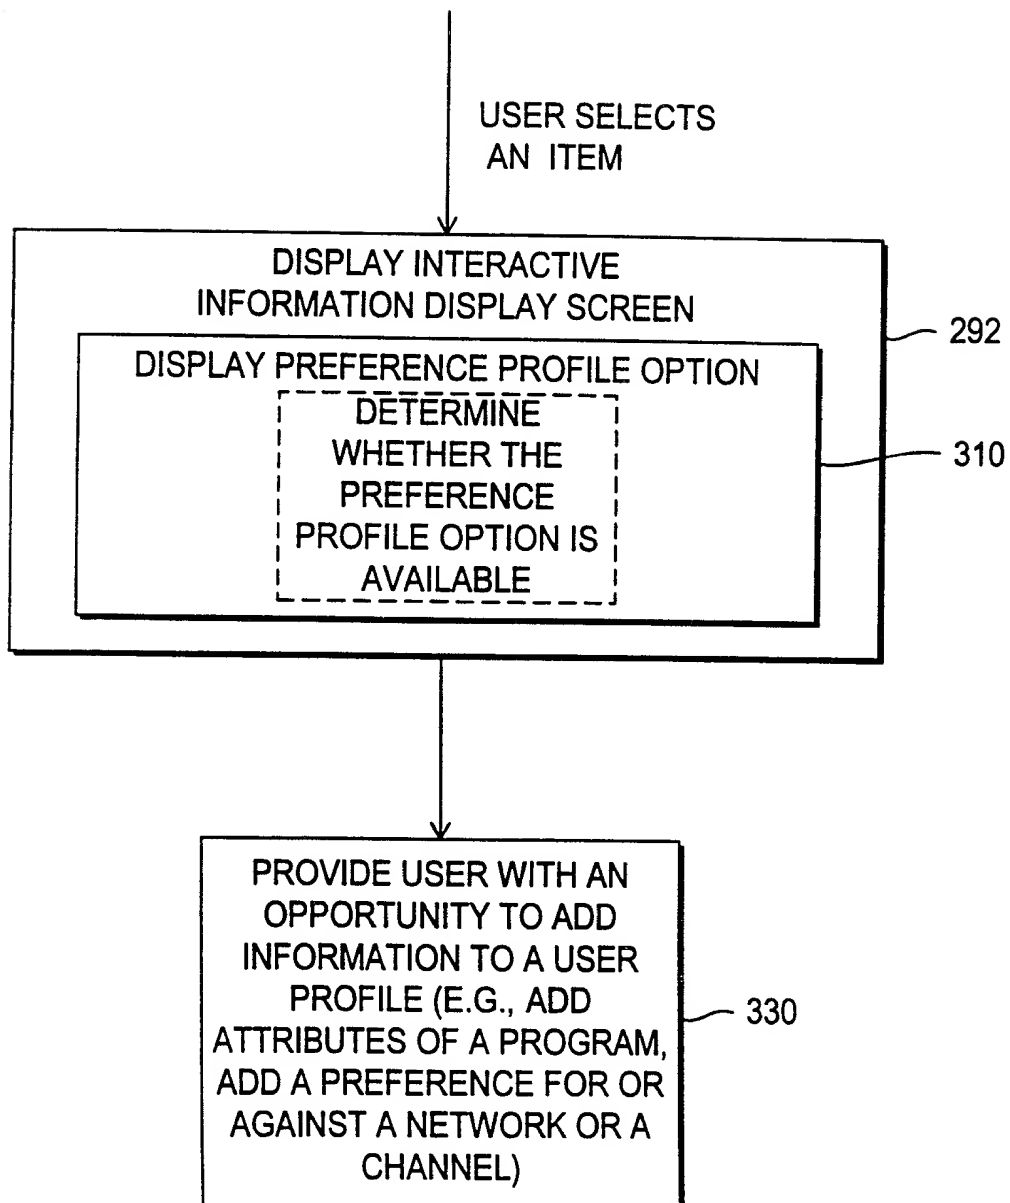 USER SELECTS
AN ITEM
DISPLAY INTERACTIVE
INFORMATION DISPLAY SCREEN
292
DISPLAY PREFERENCE PROFILE OPTION
DETERMINE
WHETHER THE
PREFERENCE
PROFILE OPTION IS
AVAILABLE
310
PROVIDE USER WITH AN
OPPORTUNITY TO ADD
INFORMATION TO A USER
PROFILE (E.G., ADD
ATTRIBUTES OF A PROGRAM,
ADD A PREFERENCE FOR OR
AGAINST A NETWORK OR A
CHANNEL)
330